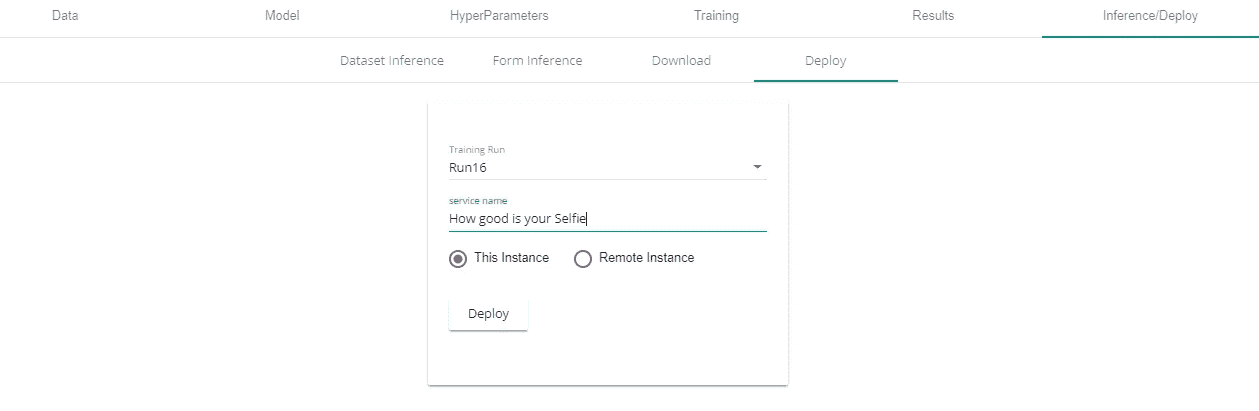 Data Model HyperParameters Training Results Inference/Deploy
Dataset Inference Form Inference Download Deploy
Training Run
Run16
service name
How good is your Selfie
This Instance Remote Instance
Deploy